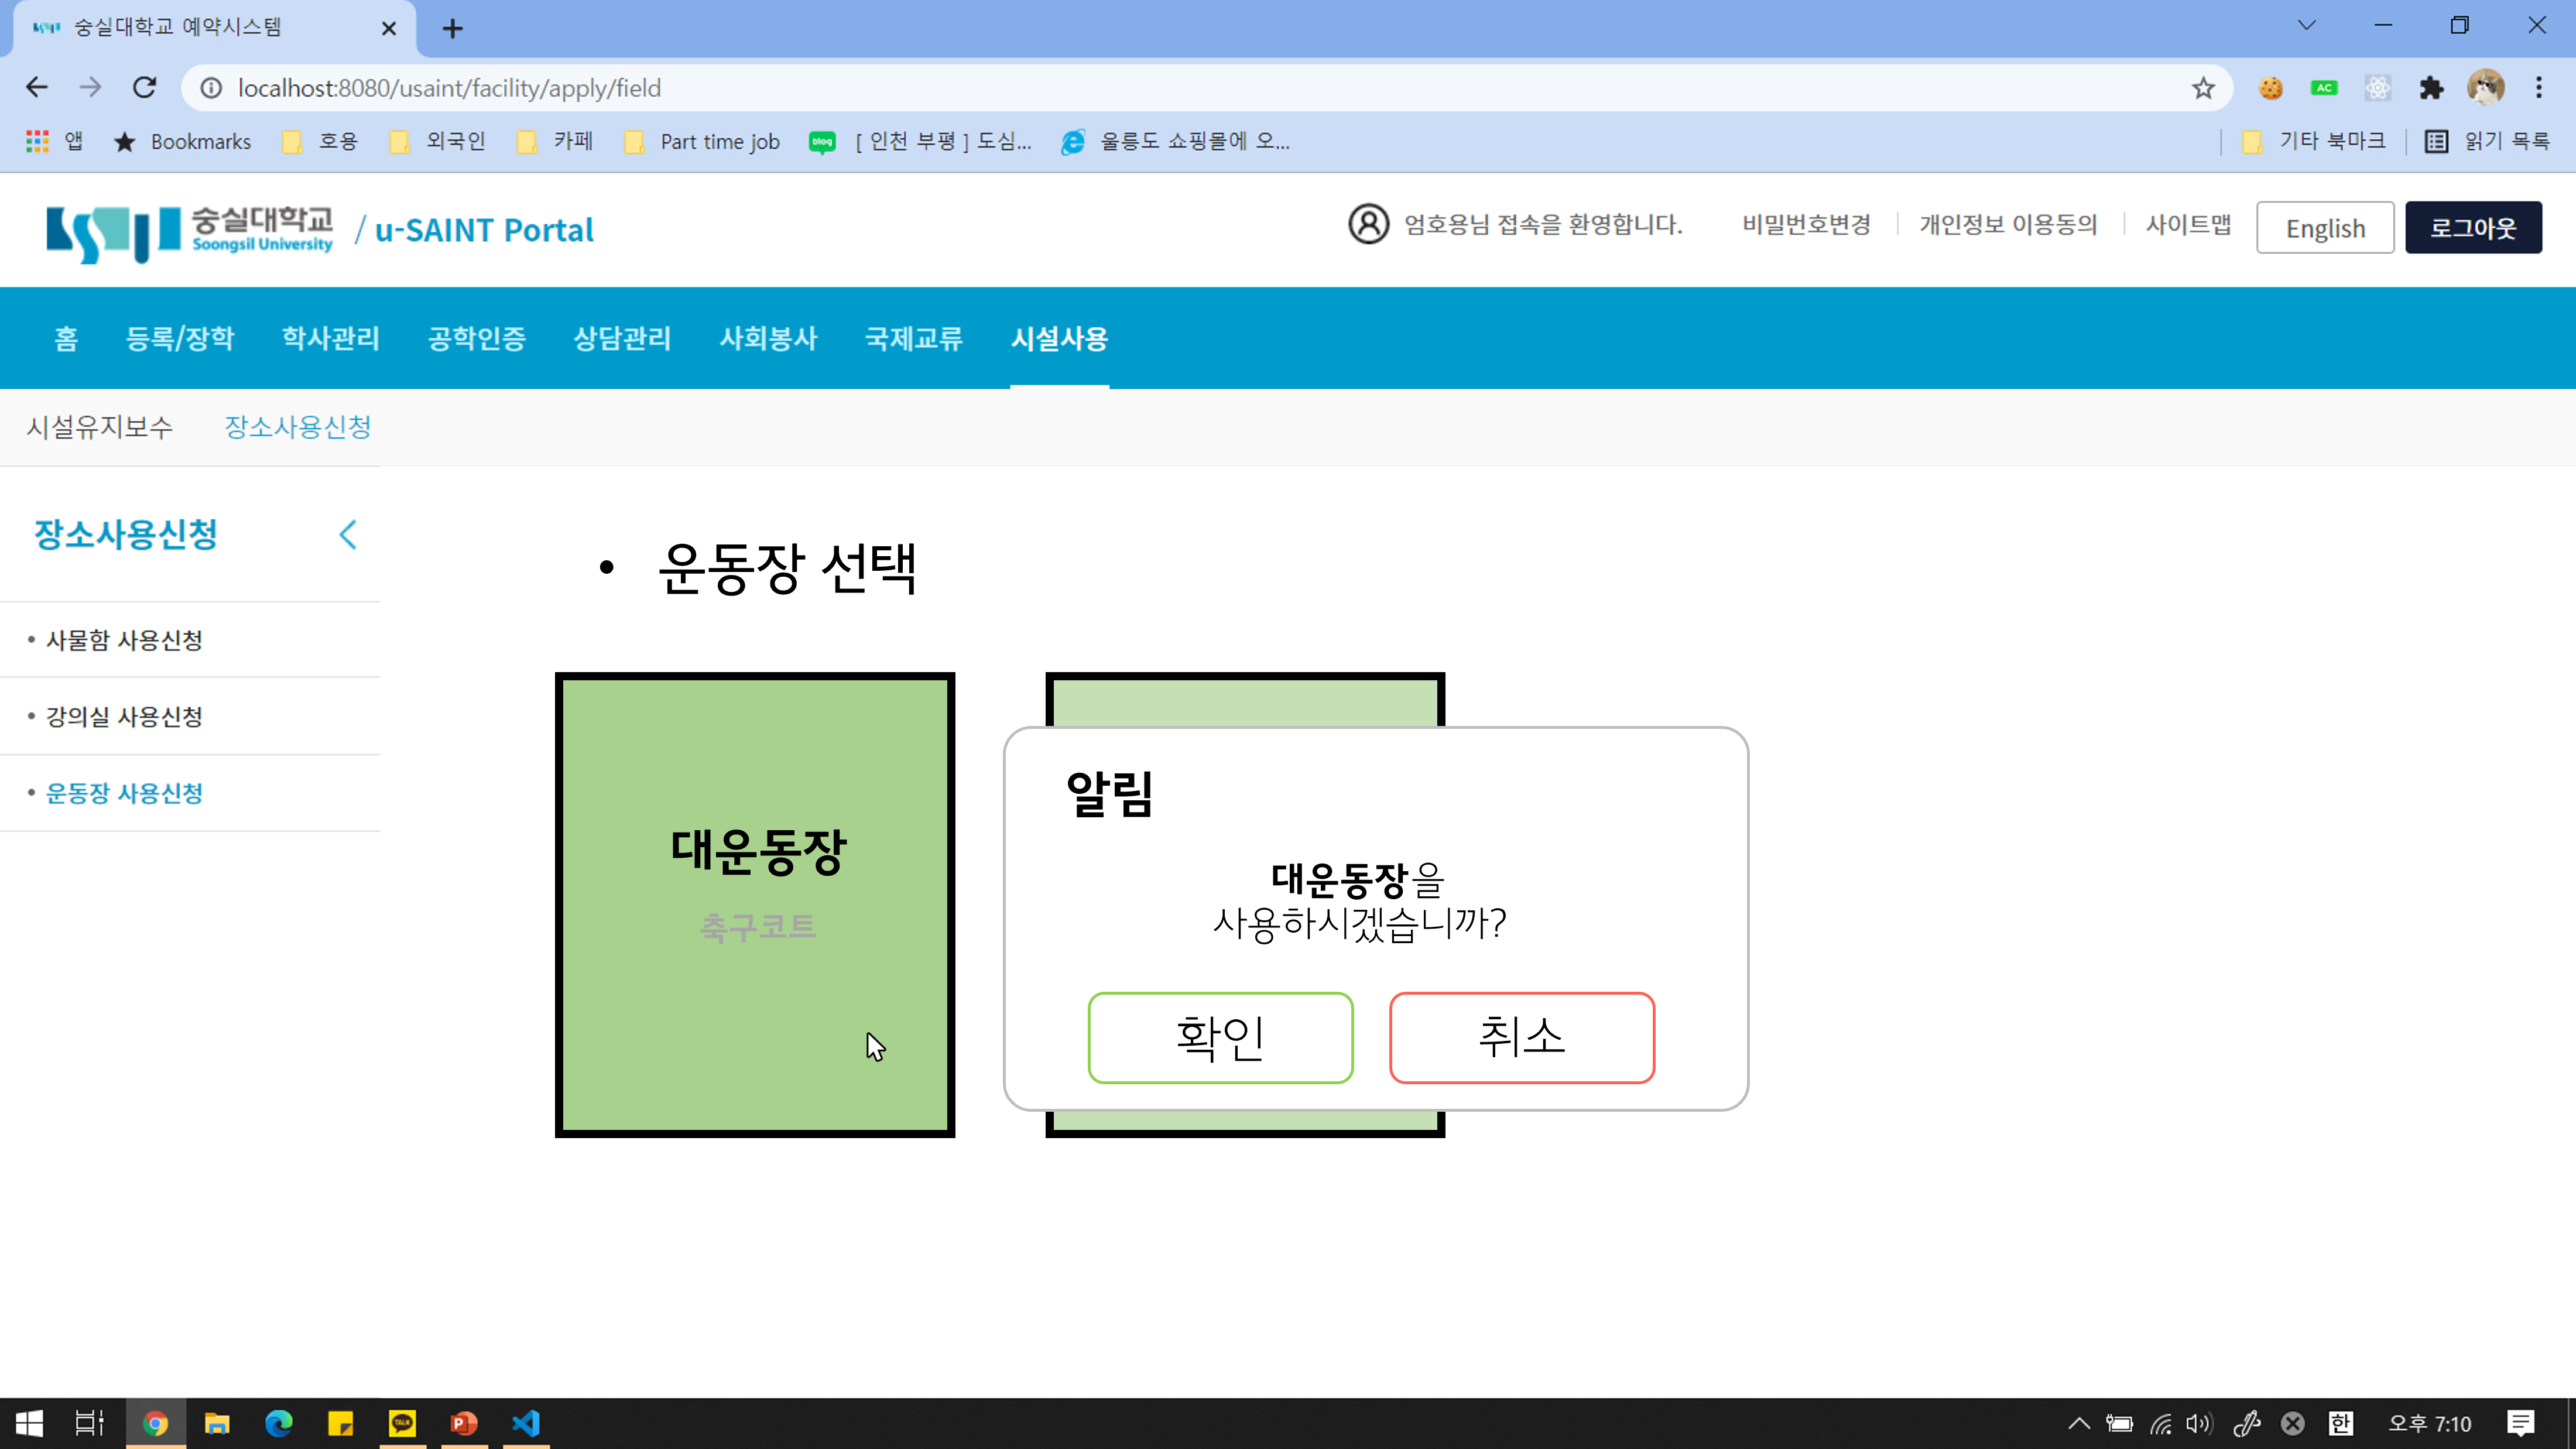 숭실대학교 예약시스템
localhost:8080/usaint/facility/apply/field
AC
앱 Bookmarks 호용 외국인 카페 Part time job blog [ 인천 부평 ] 도심... 울릉도 쇼핑몰에 오... 기타 북마크 읽기 목록
숭실대학교
Soongsil University
/ u-SAINT Portal
엄호용님 접속을 환영합니다. 비밀번호변경 개인정보 이용동의 사이트맵 English 로그아웃
홈 등록/장학 학사관리 공학인증 상담관리 사회봉사 국제교류 시설사용
시설유지보수 장소사용신청
장소사용신청
• 사물함 사용신청
• 강의실 사용신청
• 운동장 사용신청
• 운동장 선택
대운동장
축구코트
알림
대운동장을
사용하시겠습니까?
확인 취소
TALK
한 오후 7:10